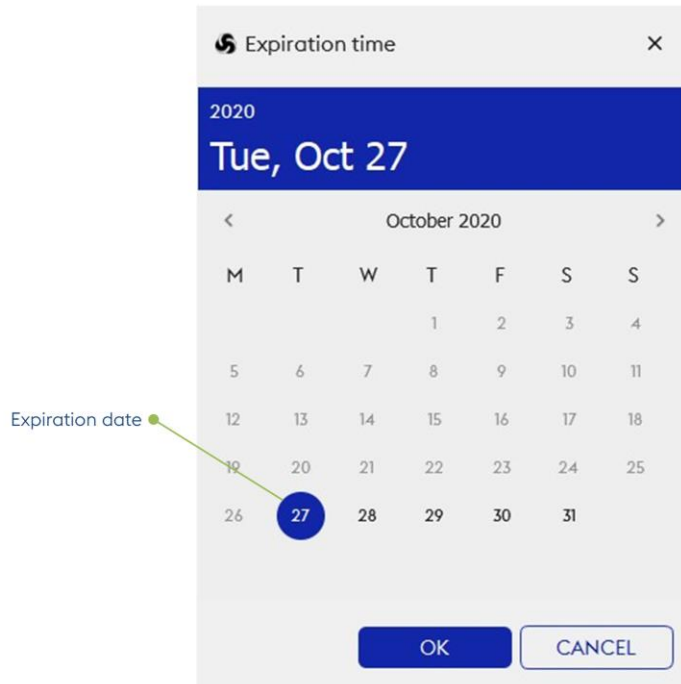 Expiration time
2020
Tue, Oct 27
October 2020
M T W T F S S
1 2 3 4
5 6 7 8 9 10 11
12 13 14 15 16 17 18
Expiration date
19 20 21 22 23 24 25
26 27 28 29 30 31
OK CANCEL